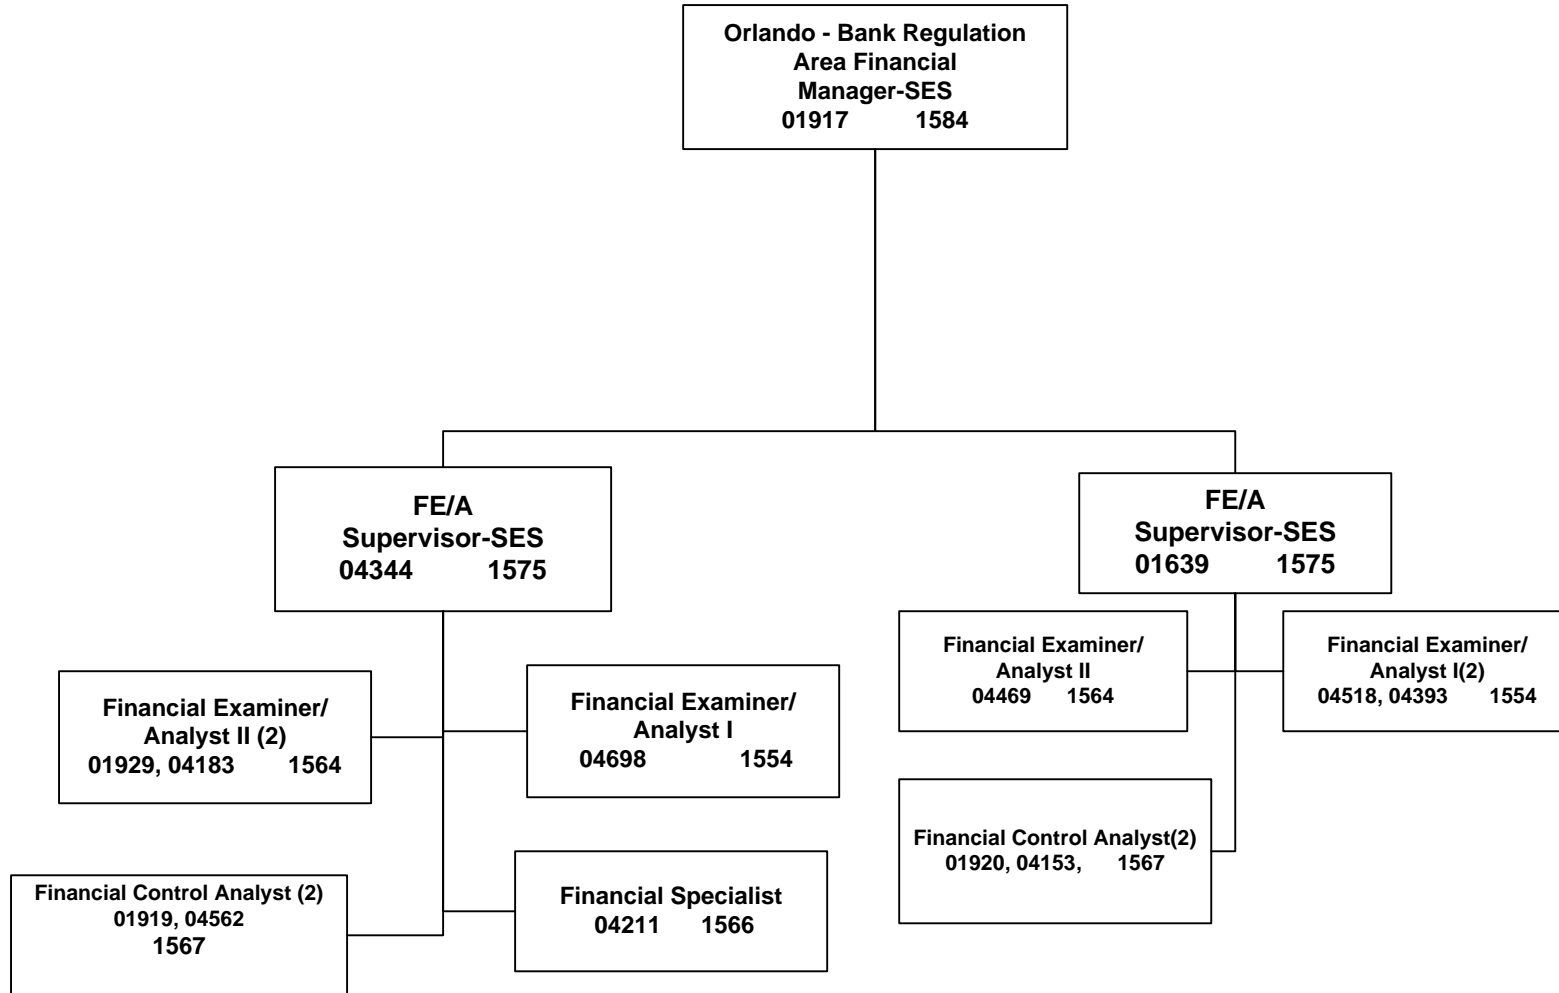 Orlando - Bank Regulation
Area Financial
Manager-SES
01917 1584
FE/A
Supervisor-SES
04344 1575
FE/A
Supervisor-SES
01639 1575
Financial Examiner/
Analyst II (2)
01929, 04183 1564
Financial Examiner/
Analyst I
04698 1554
Financial Examiner/
Analyst II
04469 1564
Financial Examiner/
Analyst I(2)
04518, 04393 1554
Financial Control Analyst (2)
01919, 04562
1567
Financial Specialist
04211 1566
Financial Control Analyst(2)
01920, 04153, 1567